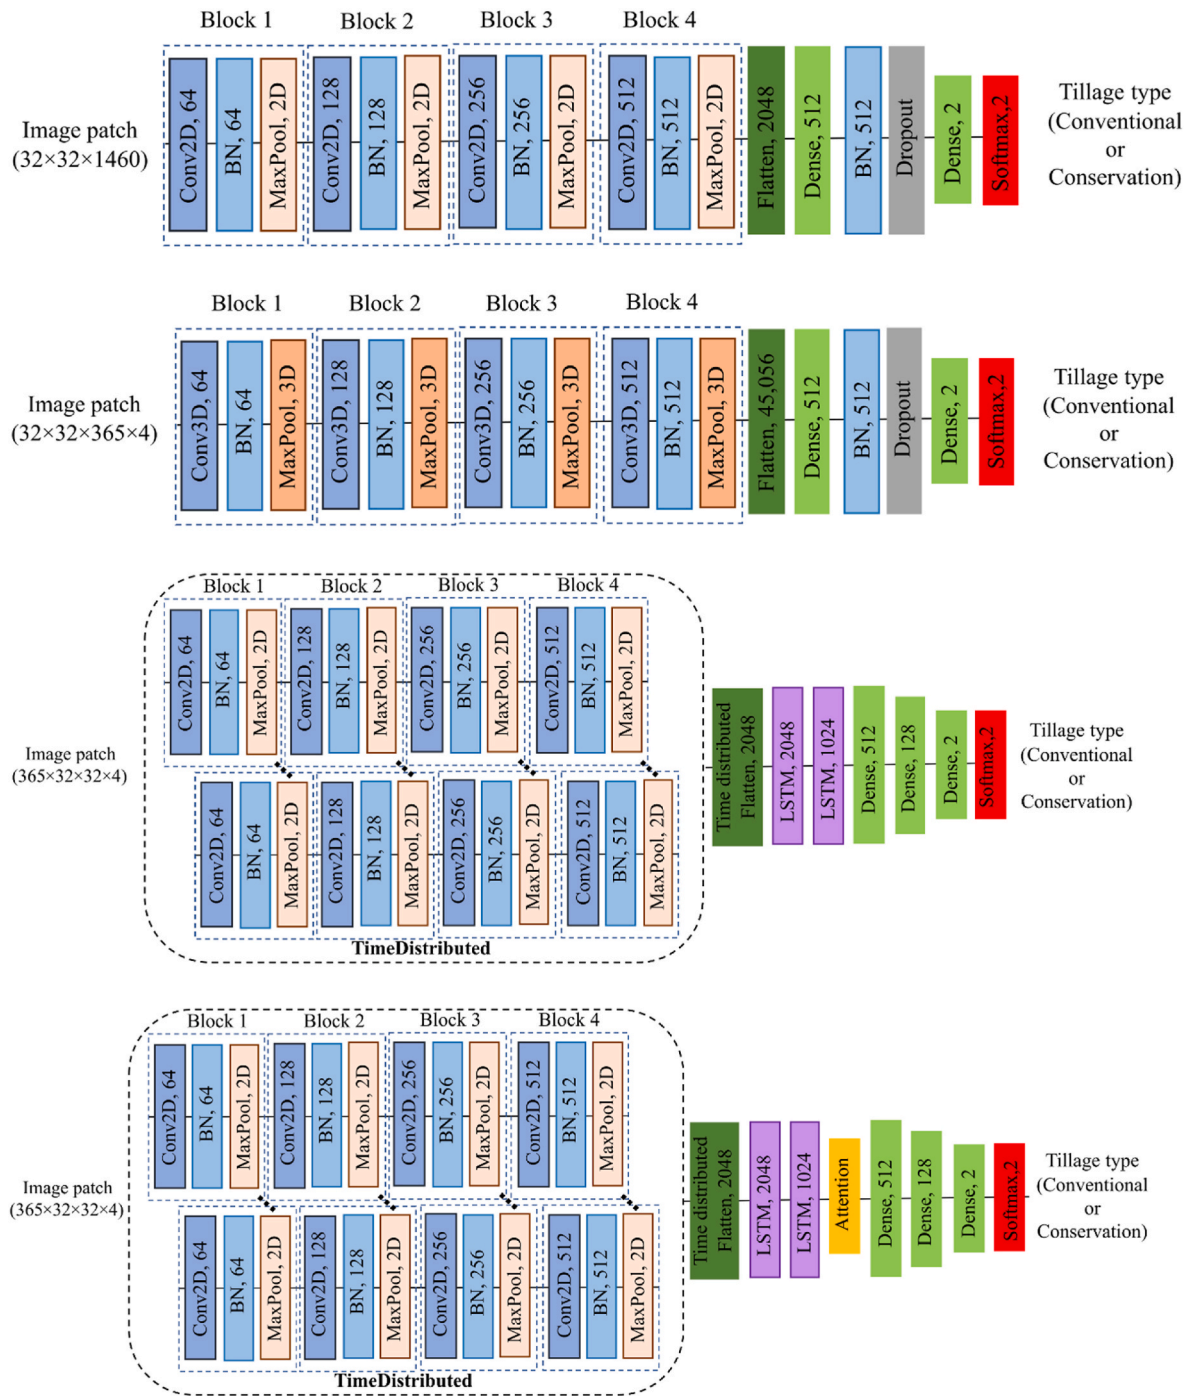 Block 1
Block 2
Block 3
Block 4
Image patch
(32×32×1460)
Conv2D, 64
BN, 64
MaxPool, 2D
Conv2D, 128
BN, 128
MaxPool, 2D
Conv2D, 256
BN, 256
MaxPool, 2D
Conv2D, 512
BN, 512
MaxPool, 2D
Flatten, 2048
Dense, 512
BN, 512
Dropout
Dense, 2
Softmax,2
Tillage type
(Conventional
or
Conservation)
Block 1
Block 2
Block 3
Block 4
Image patch
(32×32×365×4)
Conv3D, 64
BN, 64
MaxPool, 3D
Conv3D, 128
BN, 128
MaxPool, 3D
Conv3D, 256
BN, 256
MaxPool, 3D
Conv3D, 512
BN, 512
MaxPool, 3D
Flatten, 45,056
Dense, 512
BN, 512
Dropout
Dense, 2
Softmax,2
Tillage type
(Conventional
or
Conservation)
Block 1
Block 2
Block 3
Block 4
Image patch
(365×32×32×4)
Conv2D, 64
BN, 64
MaxPool, 2D
Conv2D, 128
BN, 128
MaxPool, 2D
Conv2D, 256
BN, 256
MaxPool, 2D
Conv2D, 512
BN, 512
MaxPool, 2D
Conv2D, 64
BN, 64
MaxPool, 2D
Conv2D, 128
BN, 128
MaxPool, 2D
Conv2D, 256
BN, 256
MaxPool, 2D
Conv2D, 512
BN, 512
MaxPool, 2D
TimeDistributed
Time distributed
Flatten, 2048
LSTM, 2048
LSTM, 1024
Dense, 512
Dense, 128
Dense, 2
Softmax,2
Tillage type
(Conventional
or
Conservation)
Block 1
Block 2
Block 3
Block 4
Image patch
(365×32×32×4)
Conv2D, 64
BN, 64
MaxPool, 2D
Conv2D, 128
BN, 128
MaxPool, 2D
Conv2D, 256
BN, 256
MaxPool, 2D
Conv2D, 512
BN, 512
MaxPool, 2D
Conv2D, 64
BN, 64
MaxPool, 2D
Conv2D, 128
BN, 128
MaxPool, 2D
Conv2D, 256
BN, 256
MaxPool, 2D
Conv2D, 512
BN, 512
MaxPool, 2D
TimeDistributed
Time distributed
Flatten, 2048
LSTM, 2048
LSTM, 1024
Attention
Dense, 512
Dense, 128
Dense, 2
Softmax,2
Tillage type
(Conventional
or
Conservation)